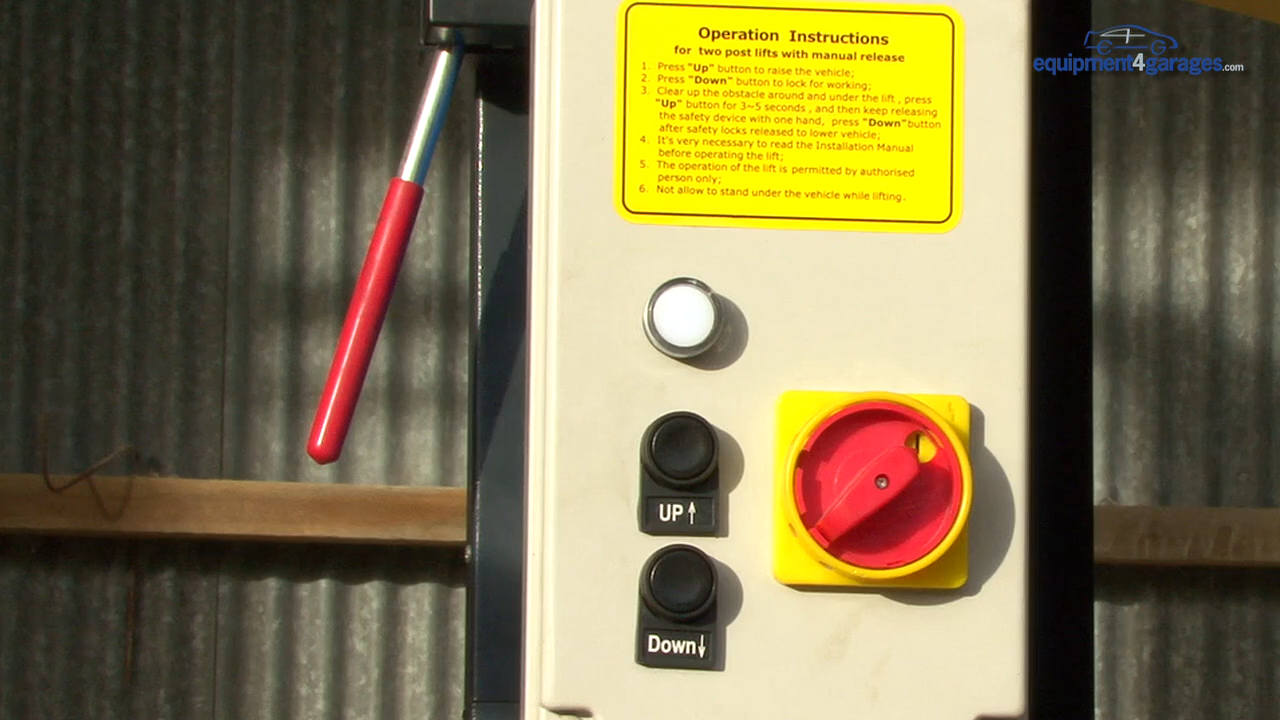 Operation Instructions
for two post lifts with manual release
1. Press "Up" button to raise the vehicle;
2. Press "Down" button to lock for working;
3. Clear up the obstacle around and under the lift , press
"Up" button for 3~5 seconds , and then keep releasing
the safety device with one hand, press "Down"button
after safety locks released to lower vehicle;
4. It's very necessary to read the Installation Manual
before operating the lift;
5. The operation of the lift is permitted by authorised
person only;
6. Not allow to stand under the vehicle while lifting.
equipment4garages.com
UP↑
Down↓